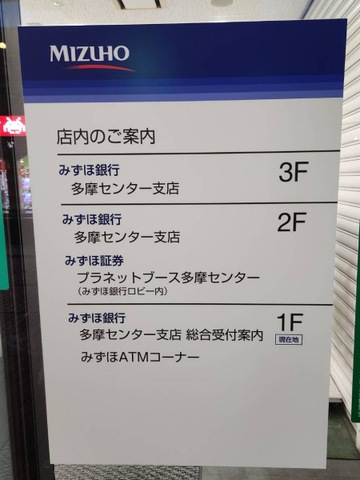 MIZUHO
店内のご案内
みずほ銀行 3F
多摩センター支店
みずほ銀行 2F
多摩センター支店
みずほ証券
プラネットブース多摩センター
(みずほ銀行ロビー内)
みずほ銀行 1F
多摩センター支店 総合受付案内 現在地
みずほATMコーナー